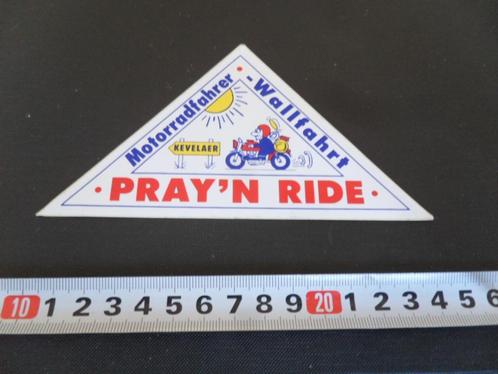 Motorradfahrer · -Wallfahrt
KEVELAER
· PRAY'N RIDE ·
10 1 2 3 4 5 6 7 8 9 20 1 2 3 4 5 6